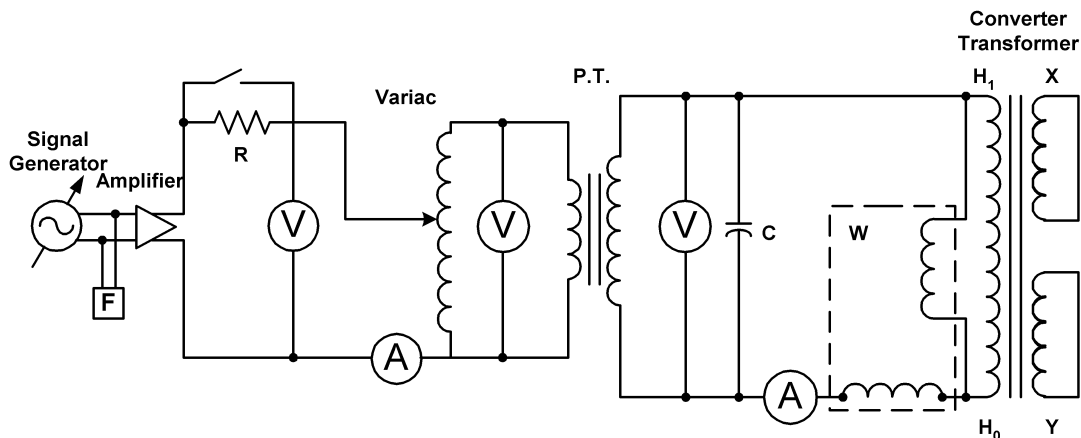 Converter
Transformer
P.T.
H1
X
Variac
Signal
Generator
Amplifier
R
V
V
V
C
W
F
A
A
H0
Y